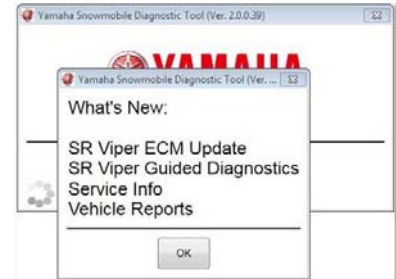 Yamaha Snowmobile Diagnostic Tool (Ver. 2.0.0.39)
YAMAHA
Yamaha Snowmobile Diagnostic Tool (Ver. ...
What's New:
SR Viper ECM Update
SR Viper Guided Diagnostics
Service Info
Vehicle Reports
OK